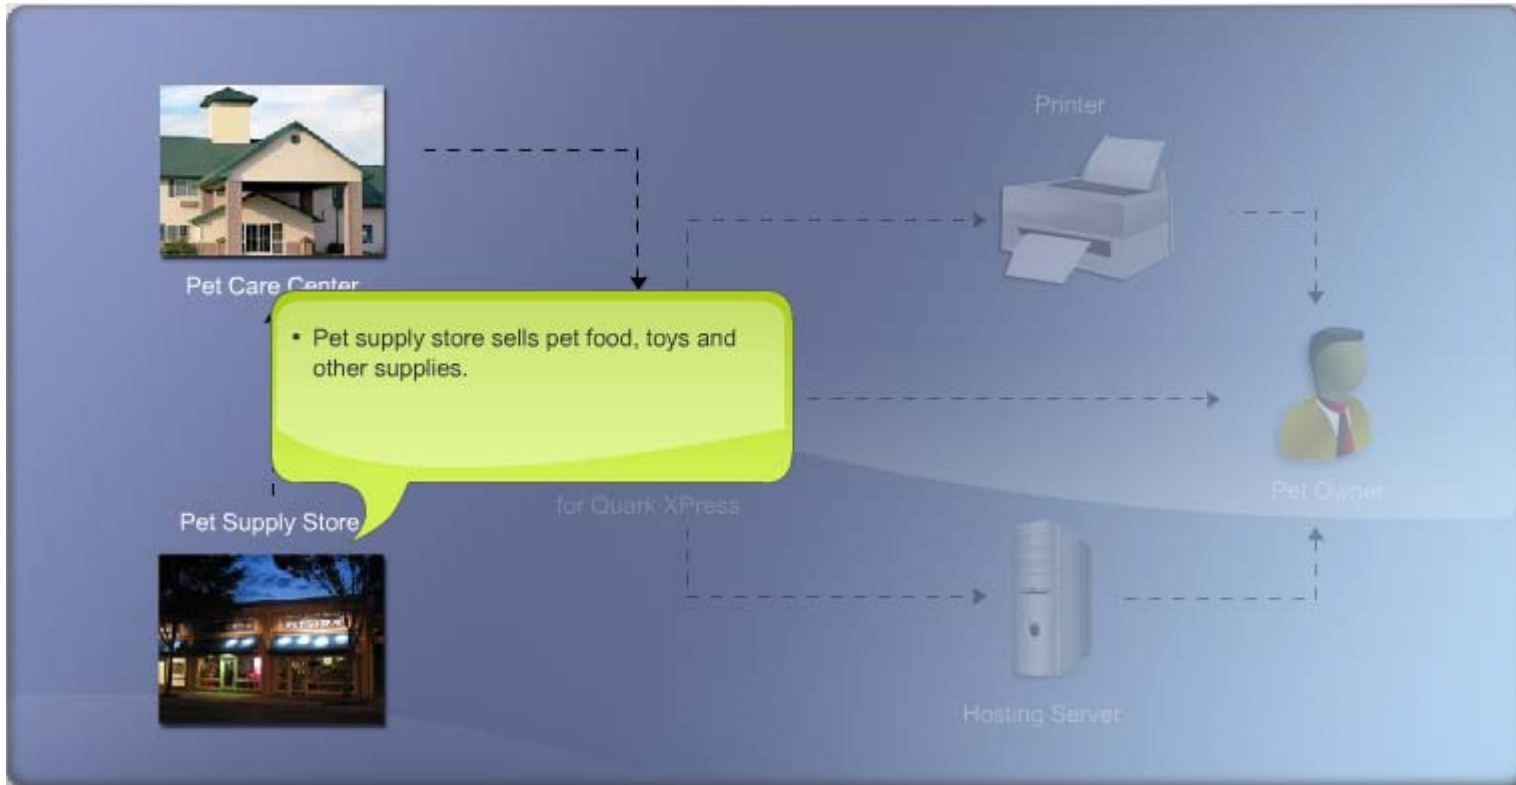 Printer
Pet Care Center
• Pet supply store sells pet food, toys and
other supplies.
Pet Owner
for Quark XPress
Pet Supply Store
Hosting Server